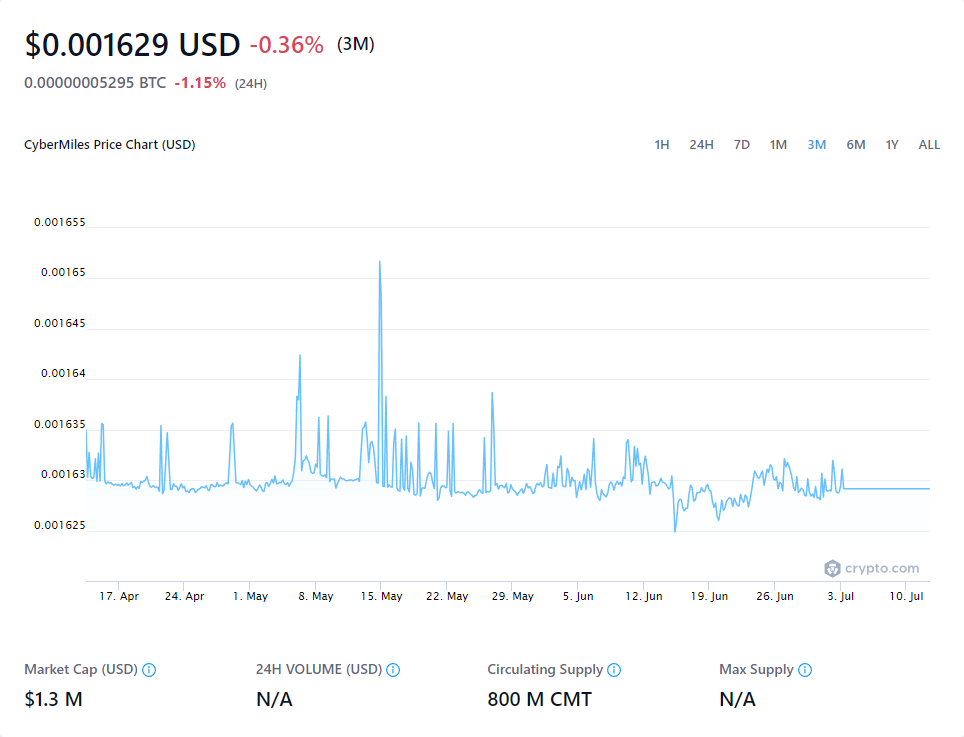 $0.001629 USD -0.36% (3M)
0.00000005295 BTC -1.15% (24H)
CyberMiles Price Chart (USD) 1H 24H 7D 1M 3M 6M 1Y ALL
0.001655
0.00165
0.001645
0.00164
0.001635
0.00163
0.001625
crypto.com
17. Apr 24. Apr 1. May 8. May 15. May 22. May 29. May 5. Jun 12. Jun 19. Jun 26. Jun 3. Jul 10. Jul
Market Cap (USD) 24H VOLUME (USD) Circulating Supply Max Supply
$1.3 M N/A 800 M CMT N/A